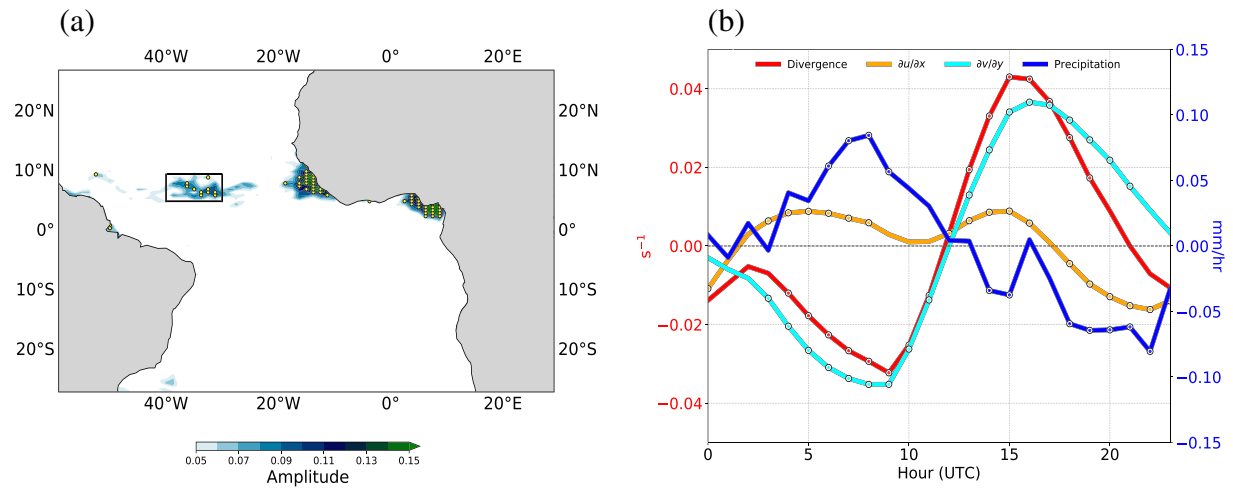 (a)
40°W 20°W 0° 20°E
20°N 20°N
10°N 10°N
0° 0°
10°S 10°S
20°S 20°S
40°W 20°W 0° 20°E
0.05 0.07 0.09 0.11 0.13 0.15
Amplitude
(b)
Divergence ∂u/∂x ∂v/∂y Precipitation
0.04
0.02
0.00
−0.02
−0.04
s⁻¹
0.15
0.10
0.05
0.00
−0.05
−0.10
−0.15
mm/hr
0 5 10 15 20
Hour (UTC)